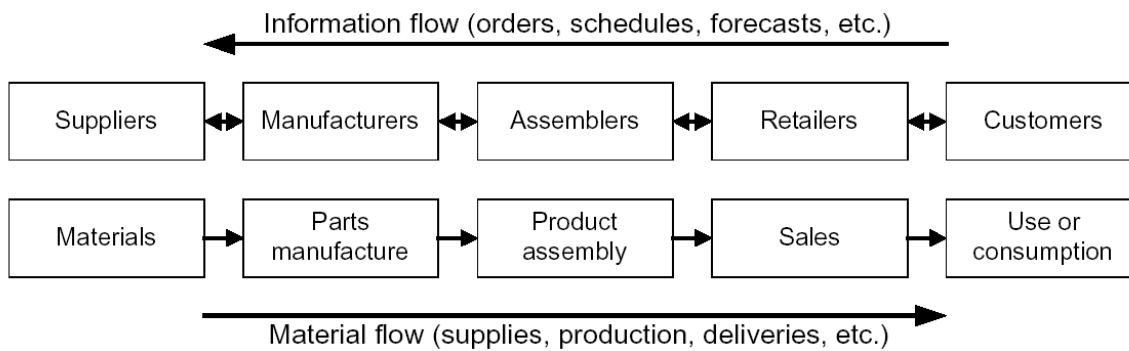 Information flow (orders, schedules, forecasts, etc.)
Suppliers
Manufacturers
Assemblers
Retailers
Customers
Materials
Parts
manufacture
Product
assembly
Sales
Use or
consumption
Material flow (supplies, production, deliveries, etc.)